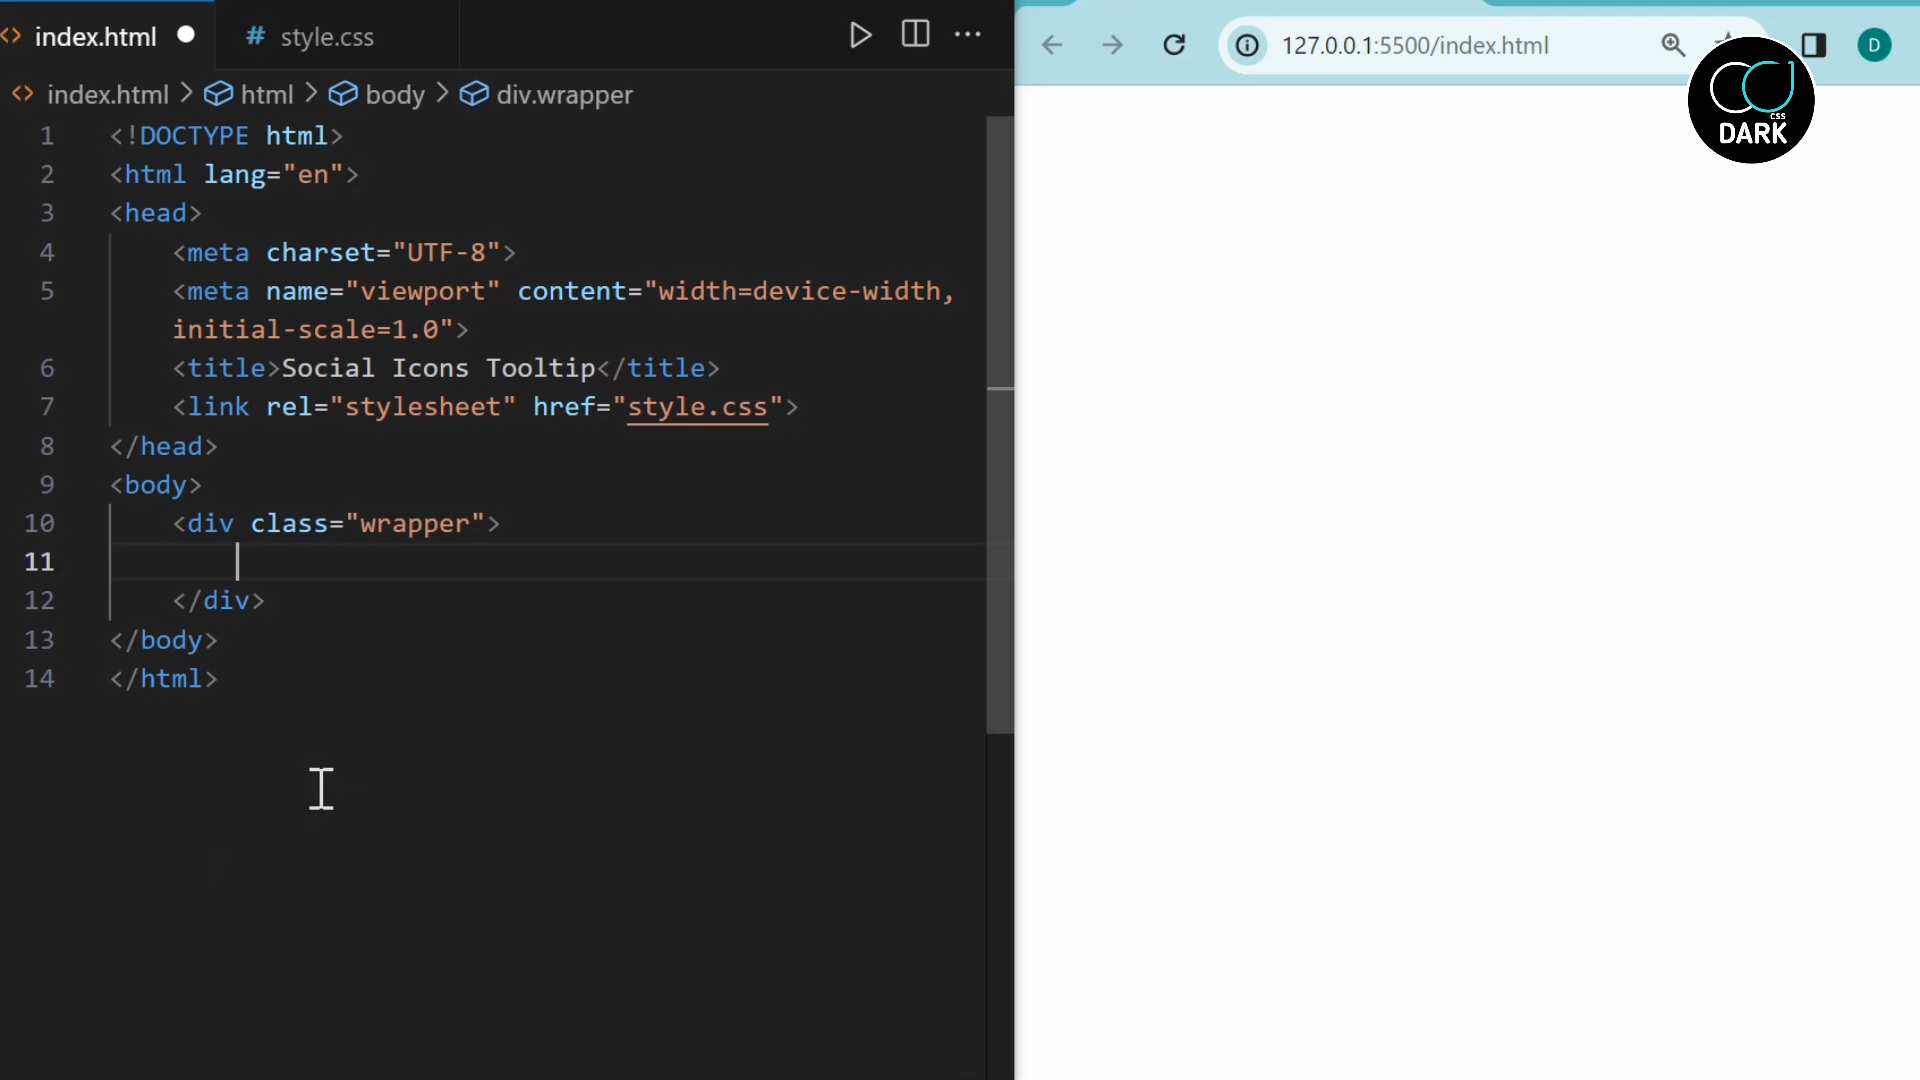 index.html
style.css
index.html > html > body > div.wrapper
1 <!DOCTYPE html>
2 <html lang="en">
3 <head>
4 <meta charset="UTF-8">
5 <meta name="viewport" content="width=device-width,
initial-scale=1.0">
6 <title>Social Icons Tooltip</title>
7 <link rel="stylesheet" href="style.css">
8 </head>
9 <body>
10 <div class="wrapper">
11
12 </div>
13 </body>
14 </html>
127.0.0.1:5500/index.html
D
CSS
DARK